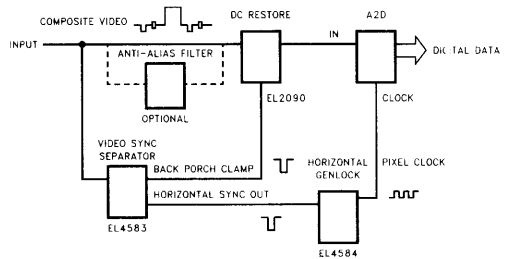 COMPOSITE VIDEO
DC RESTORE
A2D
INPUT
IN
ANTI-ALIAS FILTER
DIGITAL DATA
EL2090
CLOCK
OPTIONAL
VIDEO SYNC
SEPARATOR
BACK PORCH CLAMP
HORIZONTAL
GENLOCK
PIXEL CLOCK
HORIZONTAL SYNC OUT
EL4583
EL4584